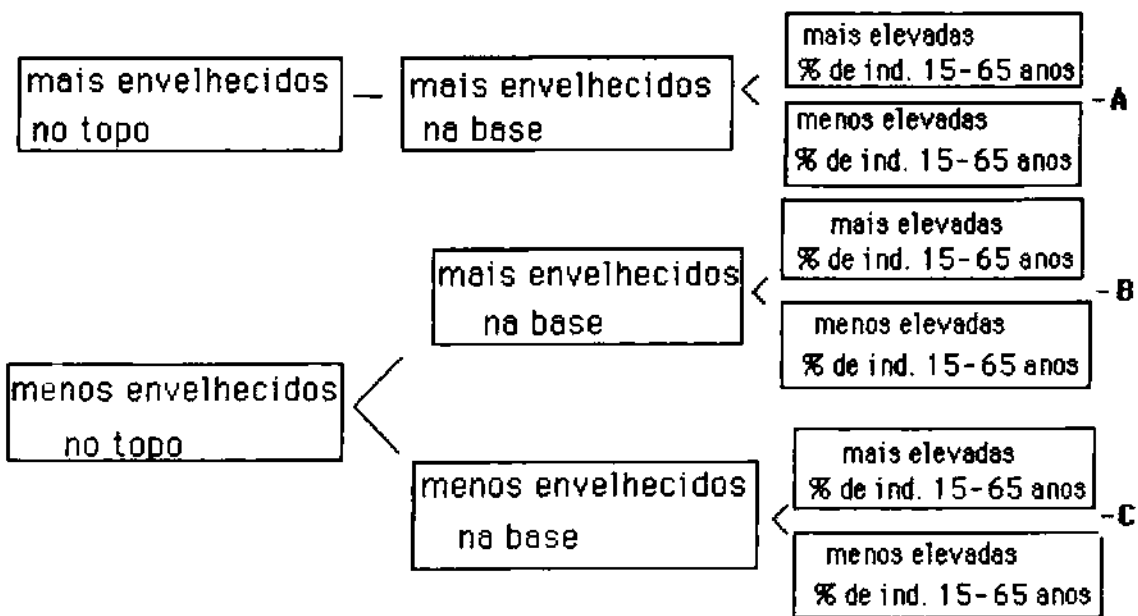 mais envelhecidos
no topo
mais envelhecidos
na base
mais elevadas
% de ind. 15-65 anos
menos elevadas
% de ind. 15-65 anos
-A
menos envelhecidos
no topo
mais envelhecidos
na base
mais elevadas
% de ind. 15-65 anos
menos elevadas
% de ind. 15-65 anos
-B
menos envelhecidos
na base
mais elevadas
% de ind. 15-65 anos
menos elevadas
% de ind. 15-65 anos
-C